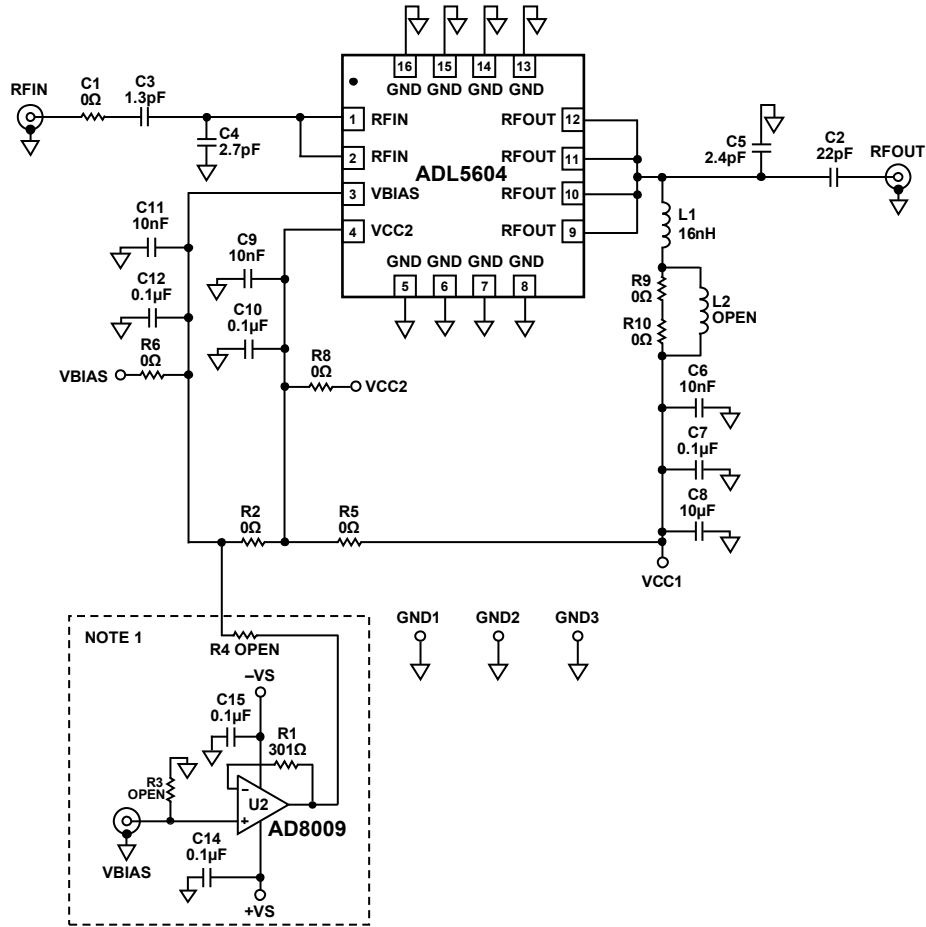 16
15
14
13
GND
GND
GND
GND
RFIN
C1
0Ω
C3
1.3pF
C4
2.7pF
1
RFIN
2
RFIN
3
VBIAS
4
VCC2
ADL5604
RFOUT
12
RFOUT
11
RFOUT
10
RFOUT
9
GND
GND
GND
GND
5
6
7
8
C5
2.4pF
C2
22pF
RFOUT
L1
16nH
R9
0Ω
R10
0Ω
L2
OPEN
C11
10nF
C12
0.1µF
C9
10nF
C10
0.1µF
R6
0Ω
VBIAS
R8
0Ω
VCC2
C6
10nF
C7
0.1µF
C8
10µF
R2
0Ω
R5
0Ω
VCC1
NOTE 1
R4 OPEN
GND1
GND2
GND3
–VS
C15
0.1µF
R1
301Ω
R3
OPEN
–
U2
+
AD8009
VBIAS
C14
0.1µF
+VS